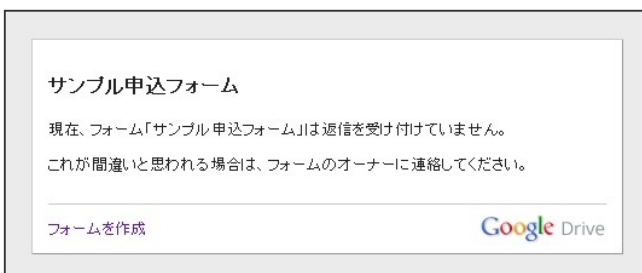 サンプル申込フォーム
現在、フォーム「サンプル申込フォーム」は返信を受け付けていません。
これが間違いと思われる場合は、フォームのオーナーに連絡してください。
フォームを作成
Google Drive